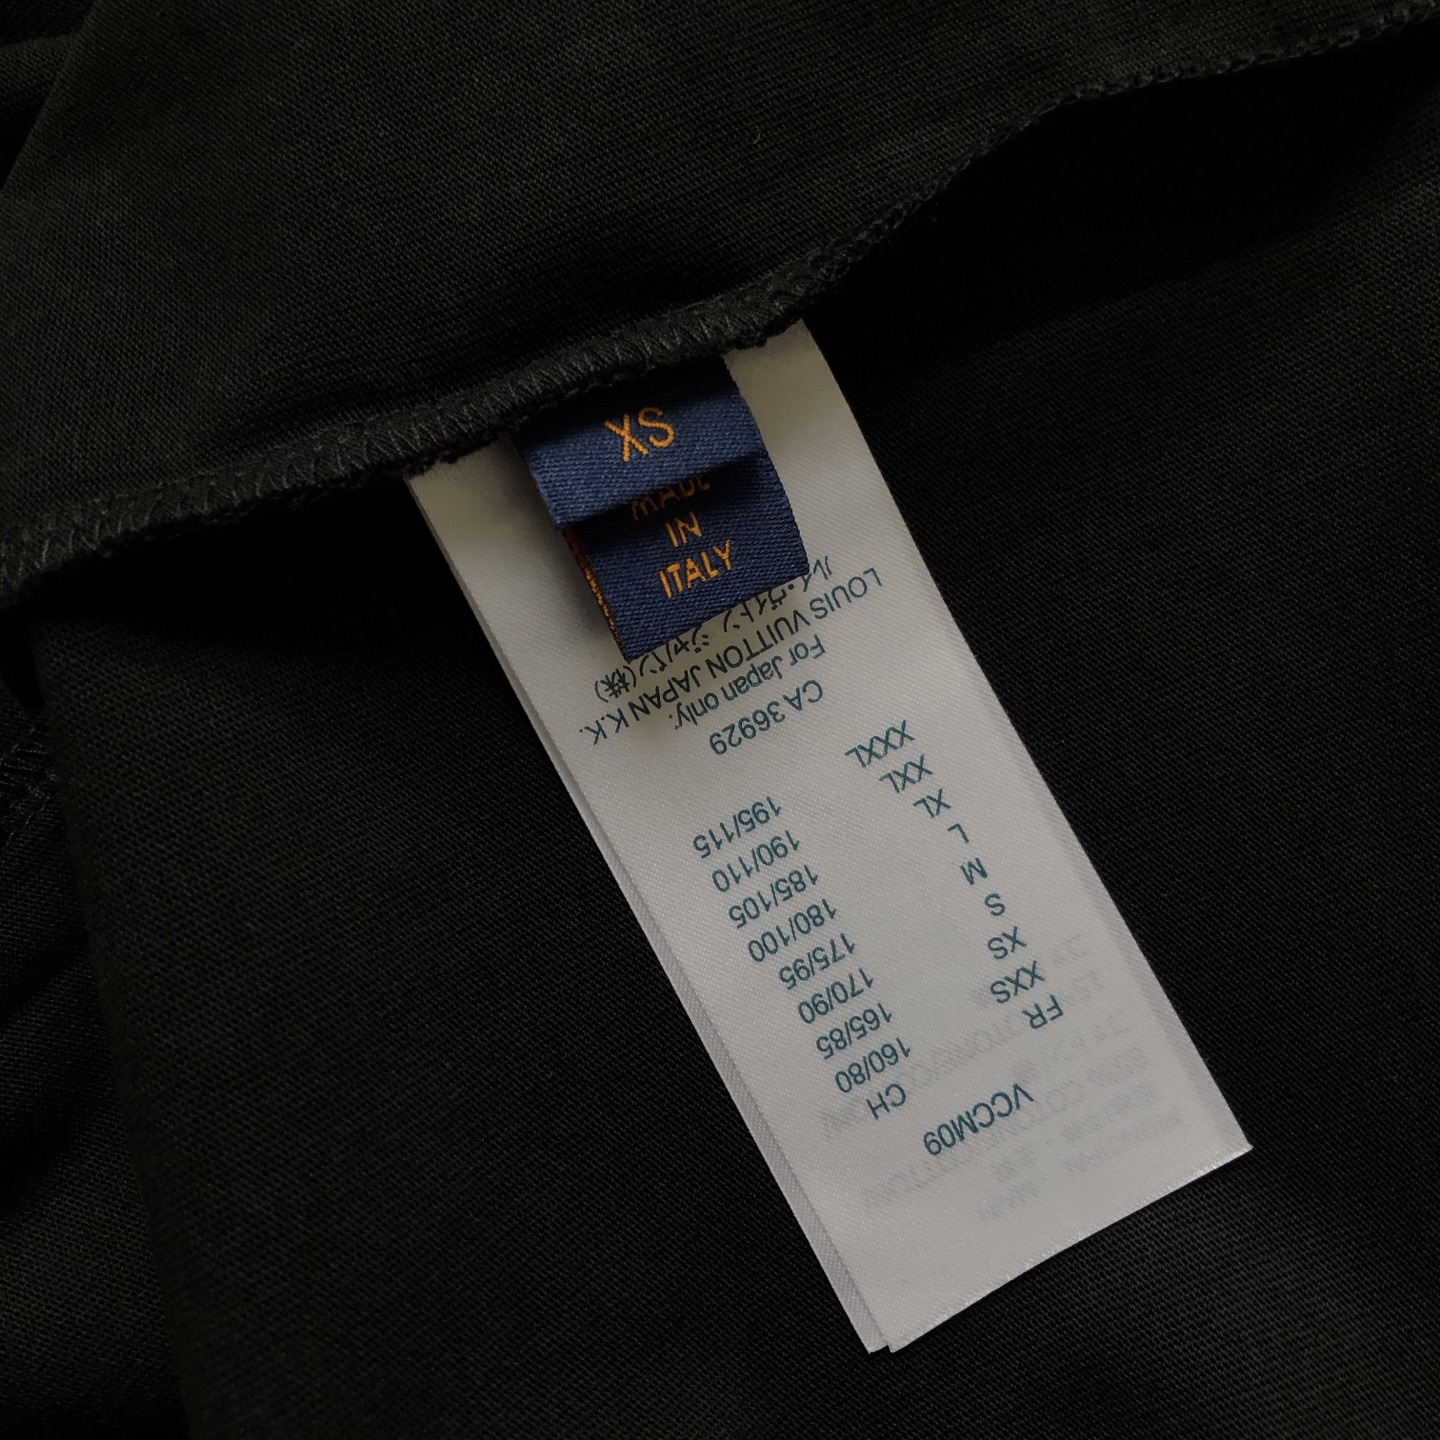 XS
MADE
IN
ITALY
VCCM09
FR CH
XXS 160/80
XS 165/85
S 170/90
M 175/95
L 180/100
XL 185/105
XXL 190/110
XXXL 195/115
CA 36929
For Japan only:
LOUIS VUITTON JAPAN K.K.
ルイ・ヴィトン ジャパン(株)